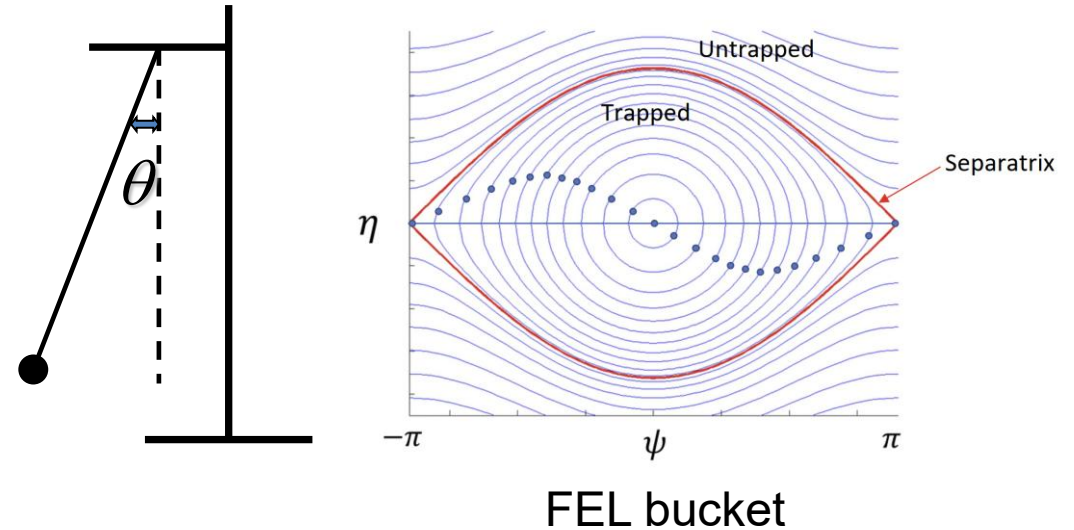 θ
Untrapped
Trapped
Separatrix
η
−π
ψ
π
FEL bucket